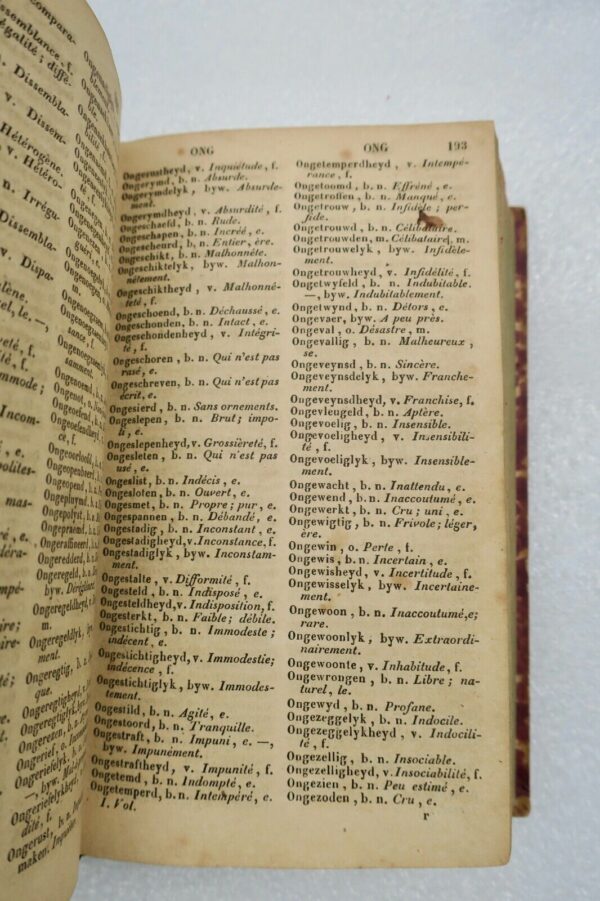 compara-
ssemblance, f.
égalité; diffé-
n. Dissembla-
v. Dissem-
Hétérogène.
v. Hétéro-
n. Irrégu-
Dissembla-
v. Dispa-
ONG
Ongerustheyd, v. Inquiétude, f.
Ongerymd, b. n. Absurde.
Ongerymdelyk, byw. Absurde-
ment.
Ongerymdheyd, v. Absurdité, f.
Ongeschaefd, b. n. Rude.
Ongeschapen, b. n. Incréé, e.
Ongescheurd, b. n. Entier, ère.
Ongeschikt, b. n. Malhonnête.
Ongeschiktelyk, byw. Malhon-
nêtement.
Ongeschiktheyd, v. Malhonnê-
teté, f.
Ongeschoend, b. n. Déchaussé, e.
Ongeschonden, b. n. Intact, e.
Ongeschondenheyd, v. Intégri-
té, f.
Ongeschoren, b. n. Qui n'est pas
rasé, e.
Ongeschreven, b. n. Qui n'est pas
écrit, e.
Ongesierd, b. n. Sans ornements.
Ongeslepen, b. n. Brut; impo-
li, e.
Ongeslepenheyd, v. Grossièreté, f.
Ongesleten, b. n. Qui n'est pas
usé, e.
Ongeslist, b. n. Indécis, e.
Ongesloten, b. n. Ouvert, e.
Ongesmet, b. n. Propre; pur, e.
Ongespannen, b. n. Débandé, e.
Ongestadig, b. n. Inconstant, e.
Ongestadigheyd, v. Inconstance, f.
Ongestadiglyk, byw. Inconstam-
ment.
Ongestalte, v. Difformité, f.
Ongesteld, b. n. Indisposé, e.
Ongesteldheyd, v. Indisposition, f.
Ongesterkt, b. n. Faible; débile.
Ongestichtig, b. n. Immodeste;
indécent, e.
Ongestichtigheyd, v. Immodestie;
indécence, f.
Ongestichtiglyk, byw. Immodes-
tement.
Ongestild, b. n. Agité, e.
Ongestoord, b. n. Tranquille.
Ongestraft, b. n. Impuni, e. —,
byw. Impunément.
Ongestraftheyd, v. Impunité, f.
Ongetemd, b. n. Indompté, e.
Ongetemperd, b. n. Intempéré, e.
I. Vol.
ONG 193
Ongetemperdheyd, v. Intempé-
rance, f.
Ongetoomd, b. n. Effréné, e.
Ongetroffen, b. n. Manqué, e.
Ongetrouw, b. n. Infidèle; per-
fide.
Ongetrouwd, b. n. Célibataire.
Ongetrouwden, m. Célibataire, m.
Ongetrouwelyk, byw. Infidèle-
ment.
Ongetrouwheyd, v. Infidélité, f.
Ongetwyfeld, b. n. Indubitable.
—, byw. Indubitablement.
Ongetwynd, b. n. Détors, e.
Ongevaer, byw. A peu près.
Ongeval, o. Désastre, m.
Ongevallig, b. n. Malheureux,
se.
Ongeveynsd, b. n. Sincère.
Ongeveynsdelyk, byw. Franche-
ment.
Ongeveynsdheyd, v. Franchise, f.
Ongevleugeld, b. n. Aptère.
Ongevoelig, b. n. Insensible.
Ongevoeligheyd, v. Insensibili-
té, f.
Ongevoeliglyk, byw. Insensible-
ment.
Ongewacht, b. n. Inattendu, e.
Ongewend, b. n. Inaccoutumé, e.
Ongewerkt, b. n. Cru; uni, e.
Ongewigtig, b. n. Frivole; léger,
ère.
Ongewin, o. Perte, f.
Ongewis, b. n. Incertain, e.
Ongewisheyd, v. Incertitude, f.
Ongewisselyk, byw. Incertaine-
ment.
Ongewoon, b. n. Inaccoutumé, e;
rare.
Ongewoonlyk, byw. Extraordi-
nairement.
Ongewoonte, v. Inhabitude, f.
Ongewrongen, b. n. Libre; na-
turel, le.
Ongewyd, b. n. Profane.
Ongezeggelyk, b. n. Indocile.
Ongezeggelykheyd, v. Indocili-
té, f.
Ongezellig, b. n. Insociable.
Ongezelligheyd, v. Insociabilité, f.
Ongezien, b. n. Peu estimé, e.
Ongezoden, b. n. Cru, e.
r